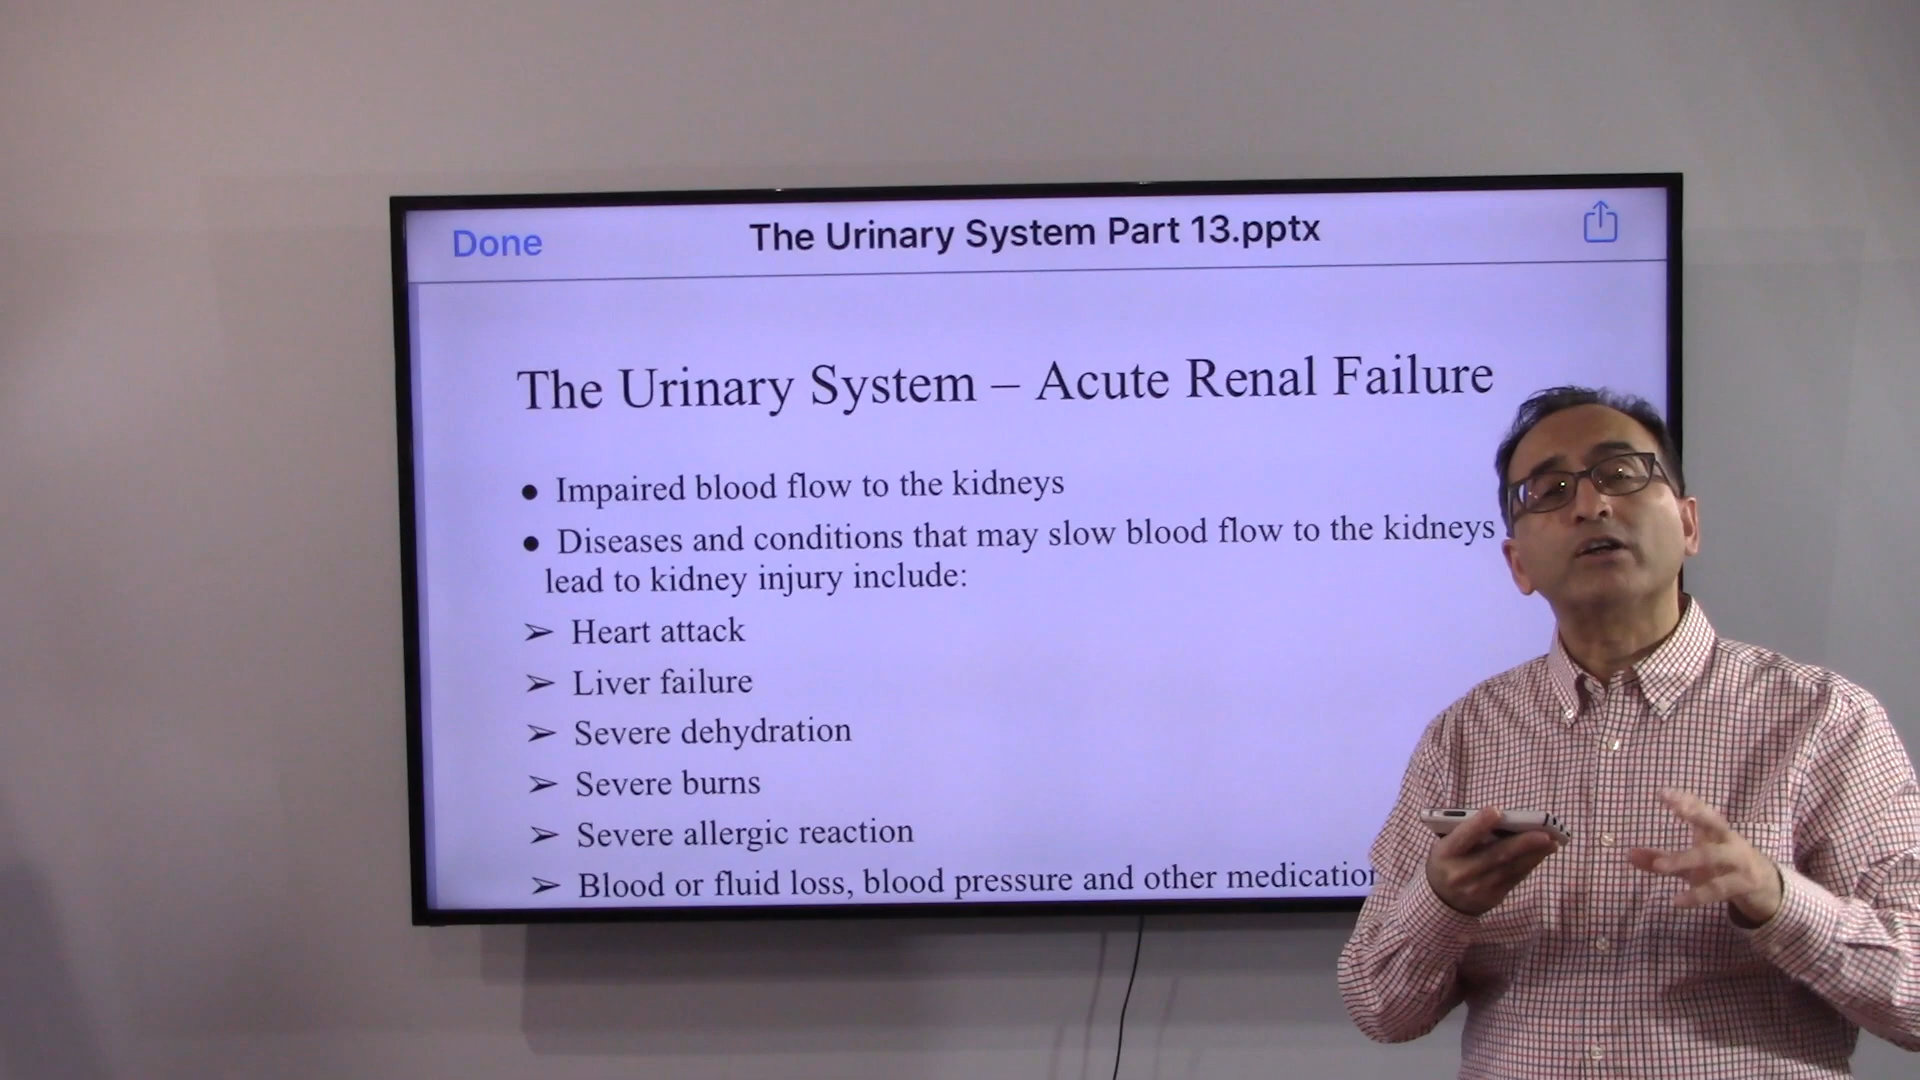 Done
The Urinary System Part 13.pptx
The Urinary System – Acute Renal Failure
● Impaired blood flow to the kidneys
● Diseases and conditions that may slow blood flow to the kidneys
lead to kidney injury include:
➢ Heart attack
➢ Liver failure
➢ Severe dehydration
➢ Severe burns
➢ Severe allergic reaction
➢ Blood or fluid loss, blood pressure and other